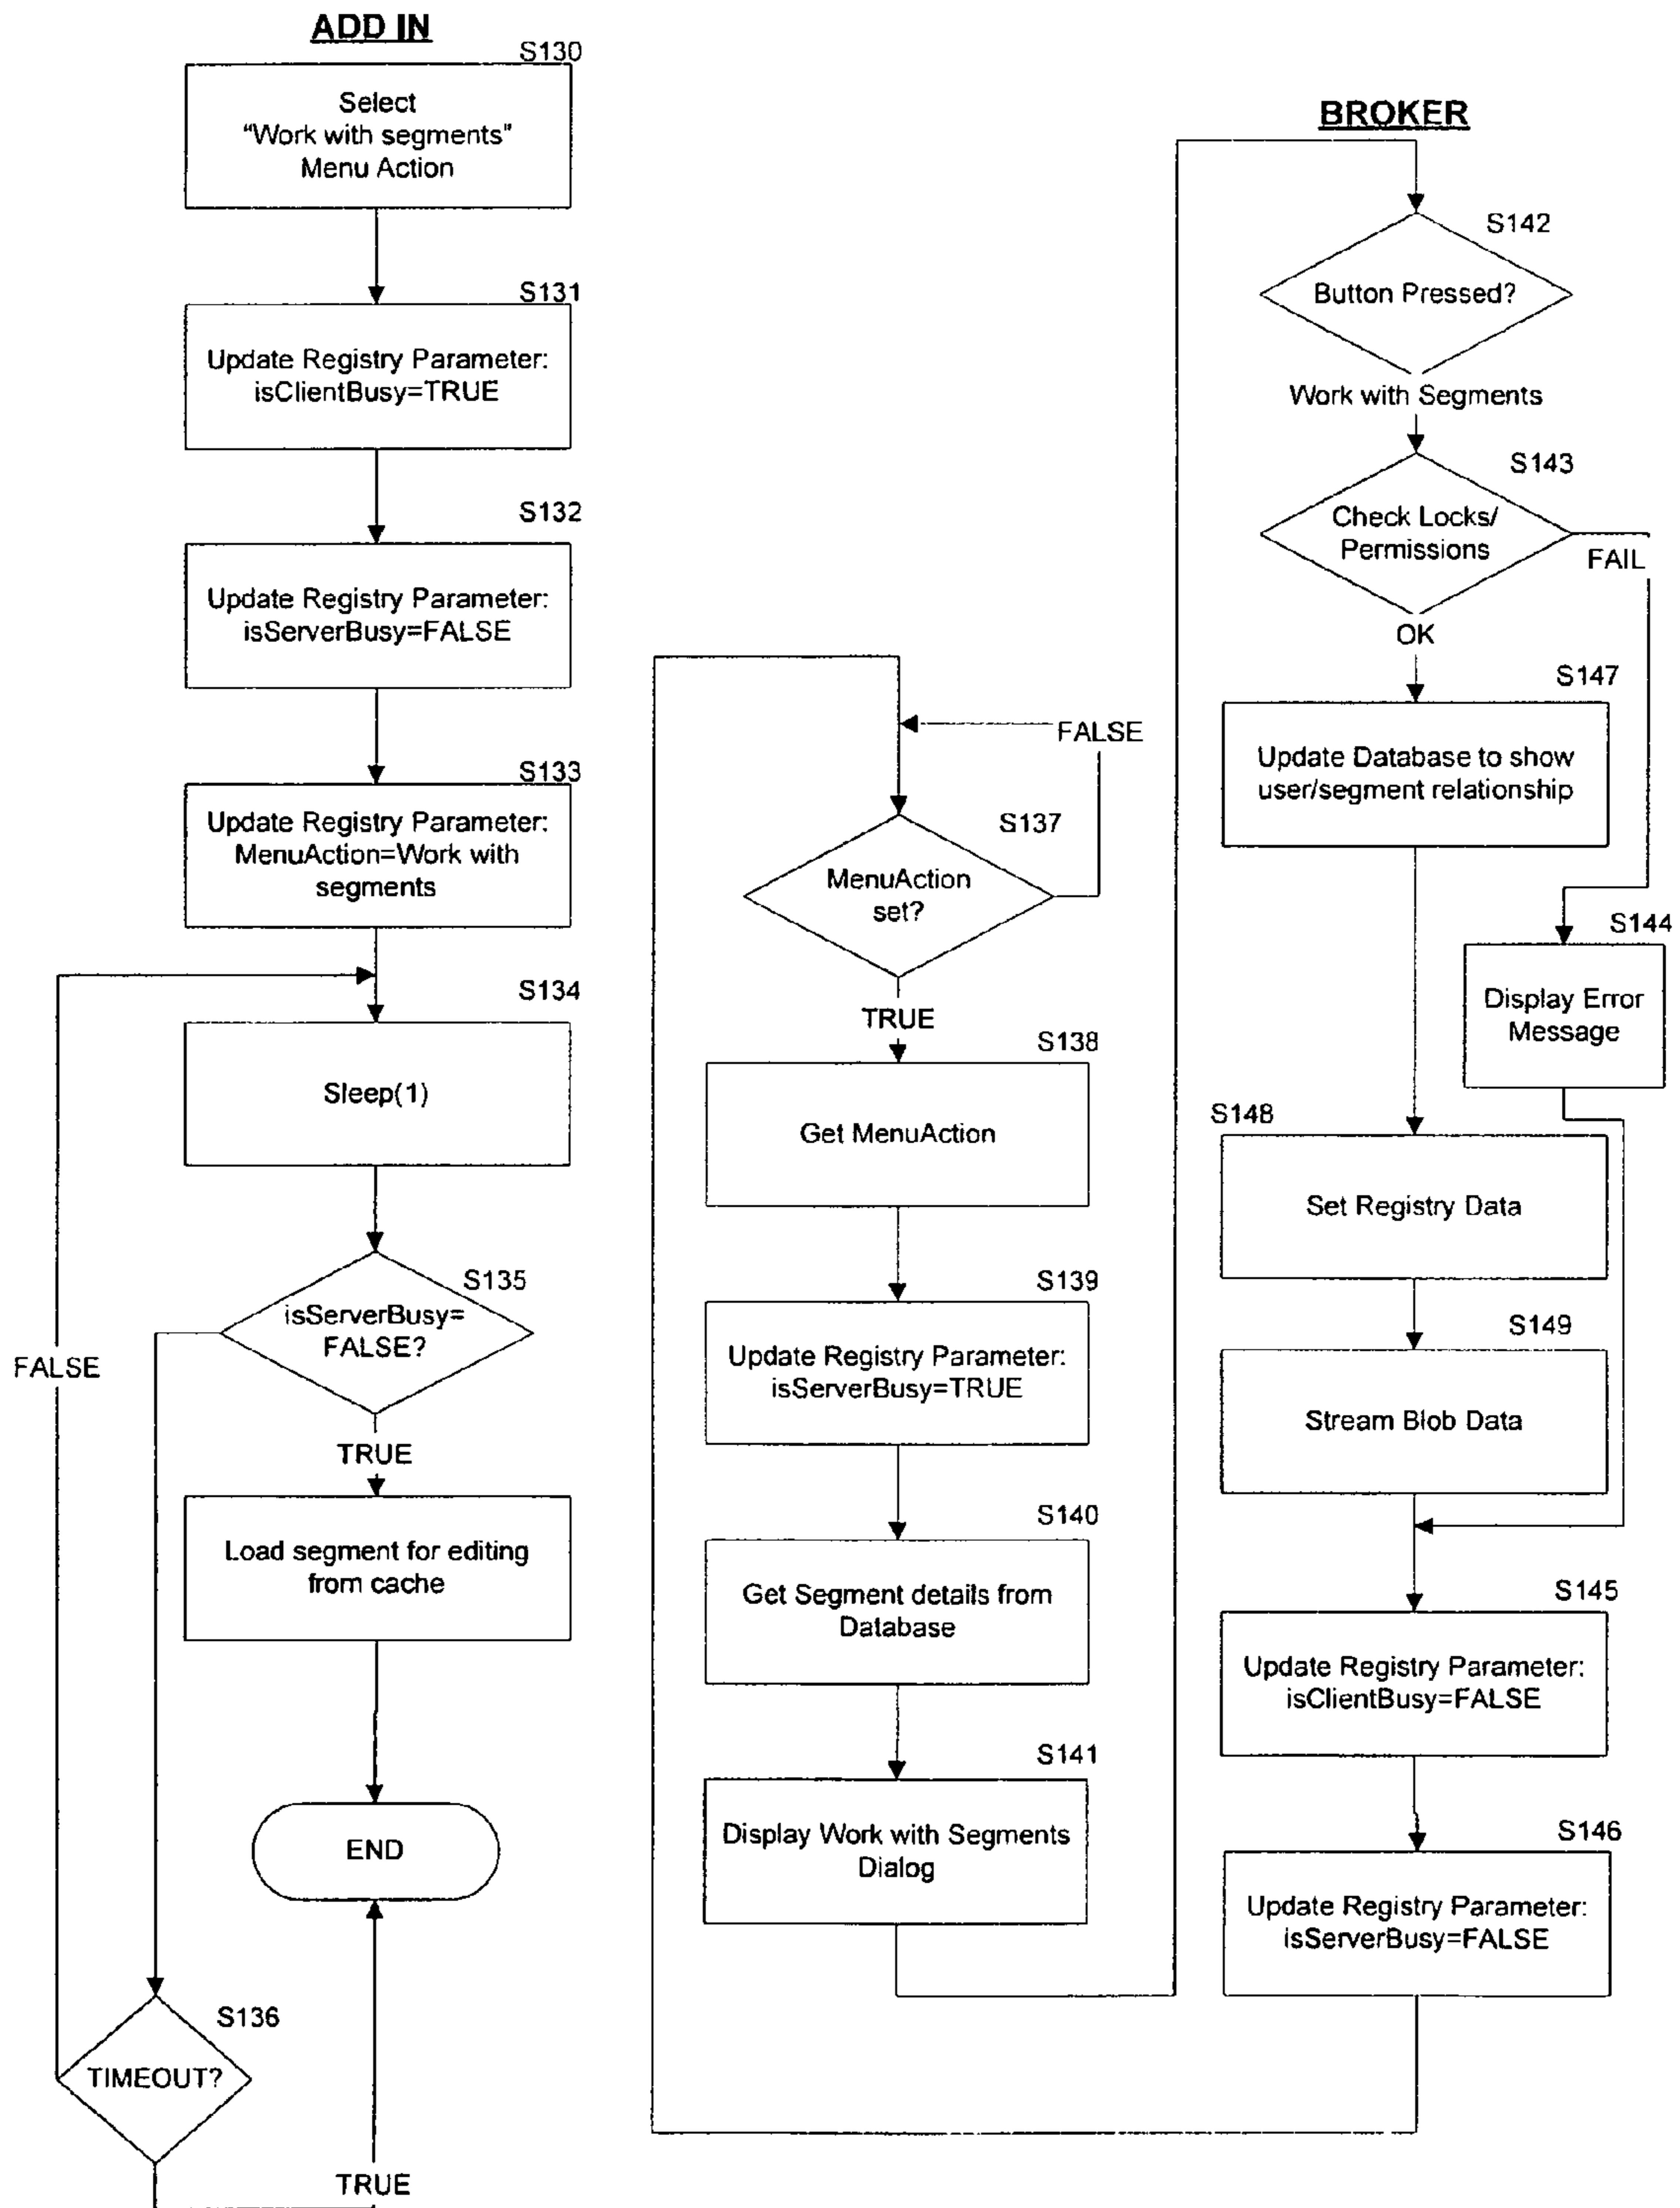 ADD IN
S130
Select
“Work with segments”
Menu Action
S131
Update Registry Parameter:
isClientBusy=TRUE
S132
Update Registry Parameter:
isServerBusy=FALSE
S133
Update Registry Parameter:
MenuAction=Work with
segments
S134
Sleep(1)
S135
isServerBusy=
FALSE?
FALSE
TRUE
Load segment for editing
from cache
END
S136
TIMEOUT?
TRUE
BROKER
FALSE
S137
MenuAction
set?
TRUE
S138
Get MenuAction
S139
Update Registry Parameter:
isServerBusy=TRUE
S140
Get Segment details from
Database
S141
Display Work with Segments
Dialog
S142
Button Pressed?
Work with Segments
S143
Check Locks/
Permissions
FAIL
OK
S147
Update Database to show
user/segment relationship
S144
Display Error
Message
S148
Set Registry Data
S149
Stream Blob Data
S145
Update Registry Parameter:
isClientBusy=FALSE
S146
Update Registry Parameter:
isServerBusy=FALSE